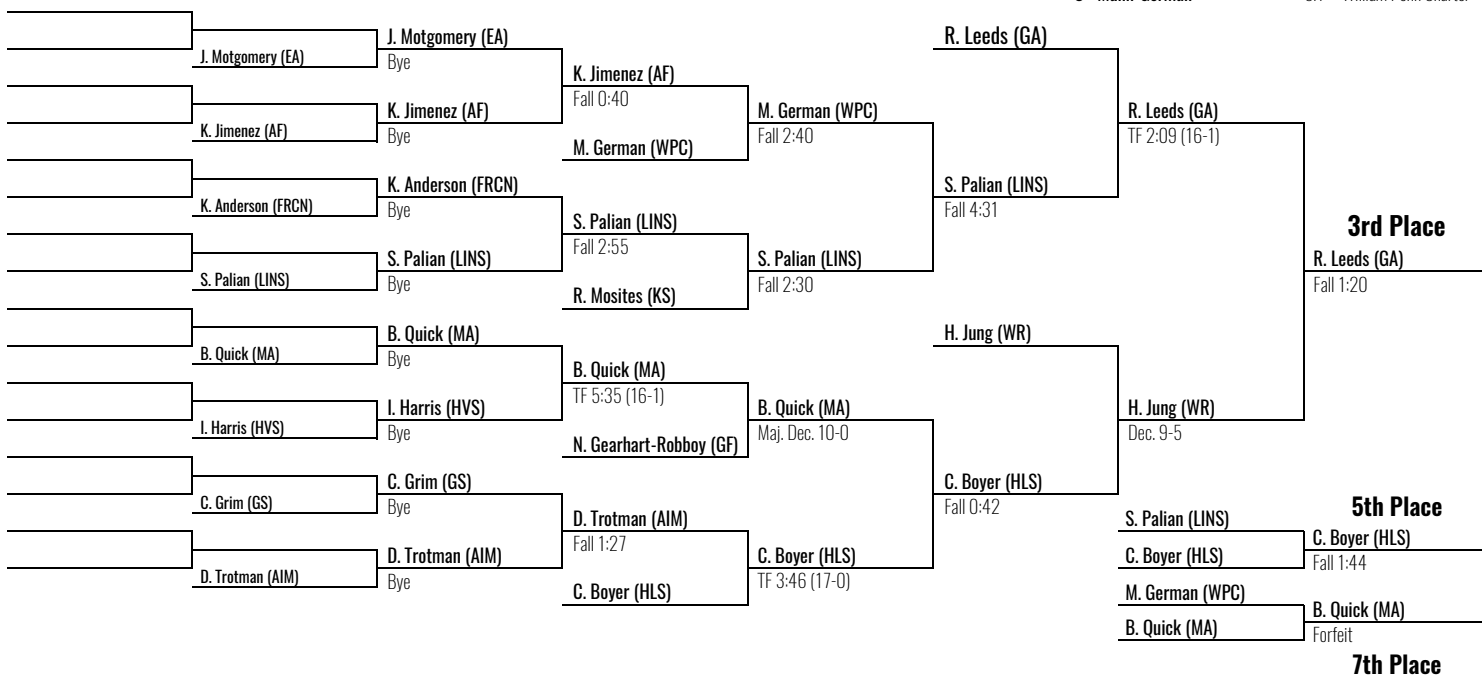 J. Motgomery (EA)
K. Jimenez (AF)
K. Anderson (FRCN)
S. Palian (LINS)
B. Quick (MA)
I. Harris (HVS)
C. Grim (GS)
D. Trotman (AIM)
J. Motgomery (EA)
Bye
K. Jimenez (AF)
Bye
K. Anderson (FRCN)
Bye
S. Palian (LINS)
Bye
B. Quick (MA)
Bye
I. Harris (HVS)
Bye
C. Grim (GS)
Bye
D. Trotman (AIM)
Bye
K. Jimenez (AF)
Fall 0:40
M. German (WPC)
S. Palian (LINS)
Fall 2:55
R. Mosites (KS)
B. Quick (MA)
TF 5:35 (16-1)
N. Gearhart-Robboy (GF)
D. Trotman (AIM)
Fall 1:27
C. Boyer (HLS)
M. German (WPC)
Fall 2:40
S. Palian (LINS)
Fall 2:30
B. Quick (MA)
Maj. Dec. 10-0
C. Boyer (HLS)
TF 3:46 (17-0)
R. Leeds (GA)
S. Palian (LINS)
Fall 4:31
H. Jung (WR)
C. Boyer (HLS)
Fall 0:42
R. Leeds (GA)
TF 2:09 (16-1)
H. Jung (WR)
Dec. 9-5
3rd Place
R. Leeds (GA)
Fall 1:20
S. Palian (LINS)
C. Boyer (HLS)
5th Place
C. Boyer (HLS)
Fall 1:44
M. German (WPC)
B. Quick (MA)
B. Quick (MA)
Forfeit
7th Place